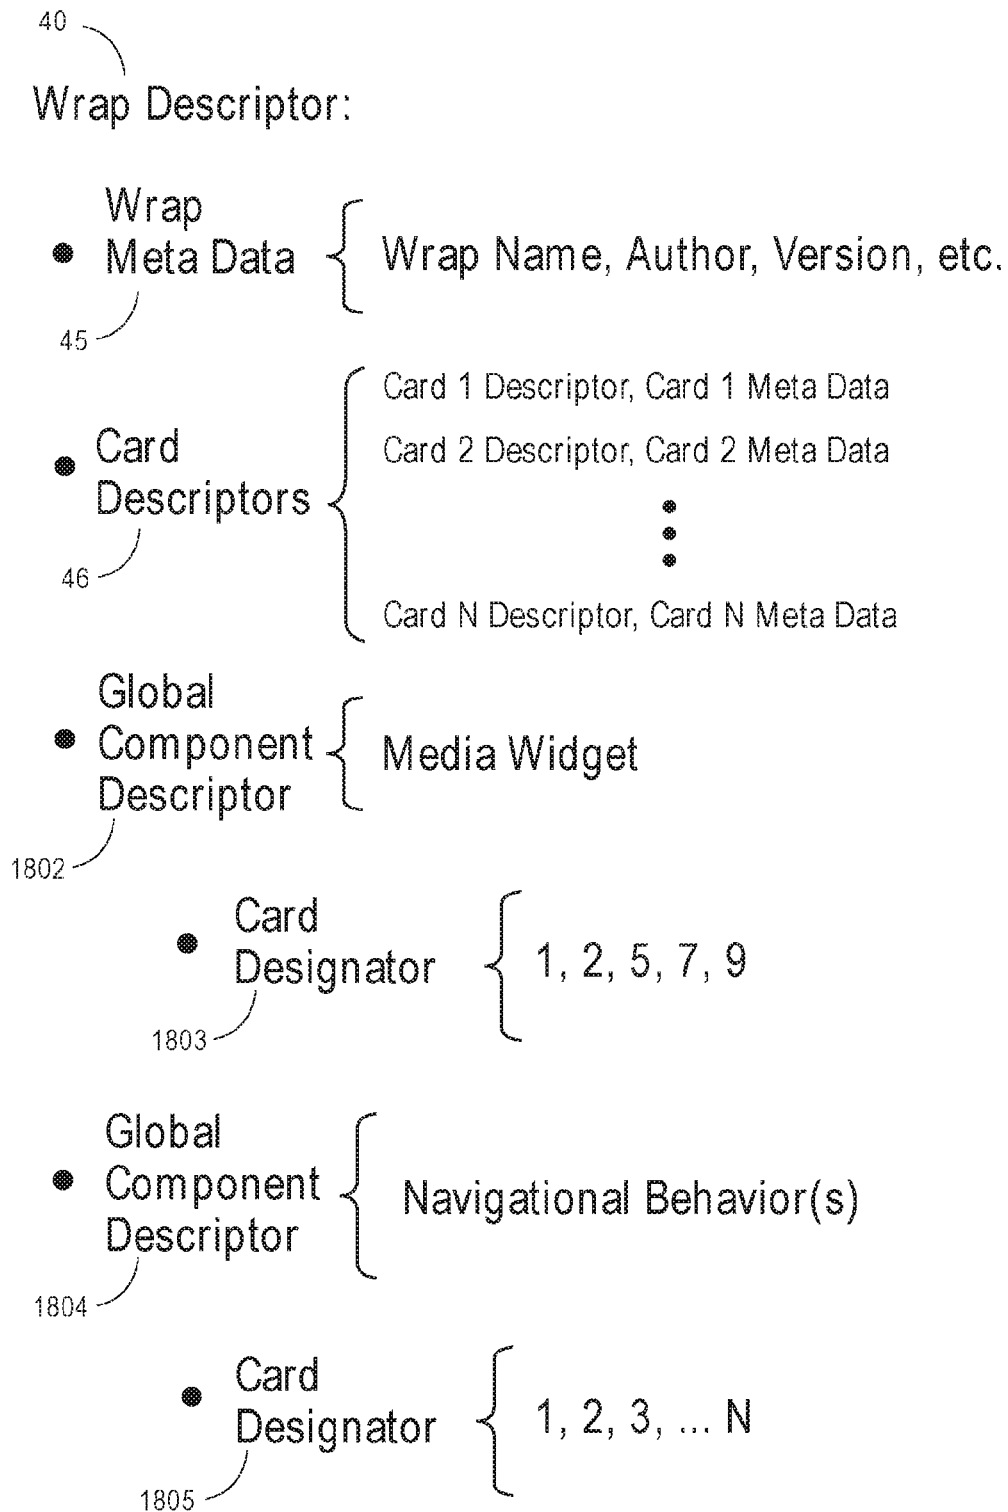 40
Wrap Descriptor:
Wrap
Meta Data
Wrap Name, Author, Version, etc.
45
Card 1 Descriptor, Card 1 Meta Data
Card
Descriptors
Card 2 Descriptor, Card 2 Meta Data
46
Card N Descriptor, Card N Meta Data
Global
Component
Descriptor
Media Widget
1802
Card
Designator
1, 2, 5, 7, 9
1803
Global
Component
Descriptor
Navigational Behavior(s)
1804
Card
Designator
1, 2, 3, ... N
1805